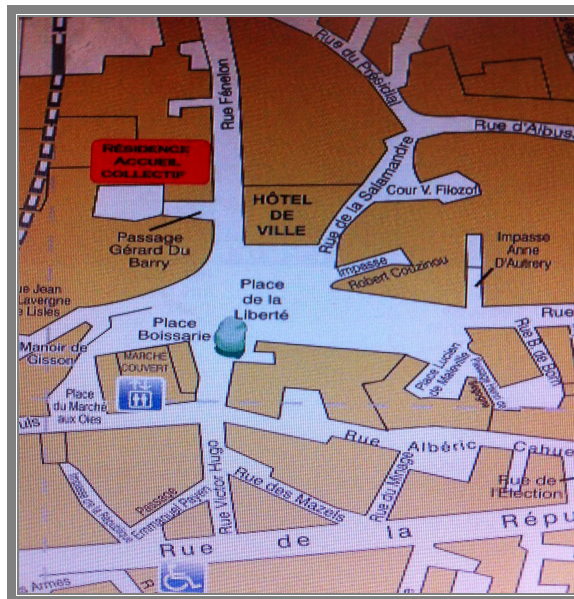 Rue du Présidial
Rue Fénelon
Rue d'Albus
RÉSIDENCE
ACCUEIL
COLLECTIF
Rue de la Salamandre
Cour V. Filozof
HÔTEL
DE
VILLE
Passage
Gérard Du
Barry
Impasse
Robert Couzinou
Impasse
Anne
D'Autrery
ue Jean
Lavergne
e Lisles
Place
de la
Liberté
Rue
Place
Boissarie
Manoir de
Gisson
MARCHÉ
COUVERT
Rue B. de Born
Place Lucien
de Maleville
Place
du Marché
aux Oies
Rue Albéric Cahue
Rue de
l'Élection
Rue Victor Hugo
Rue des Mazels
Rue du Minage
Passage
Emmanuel Payen
Rue de la Répu
s Armes
R